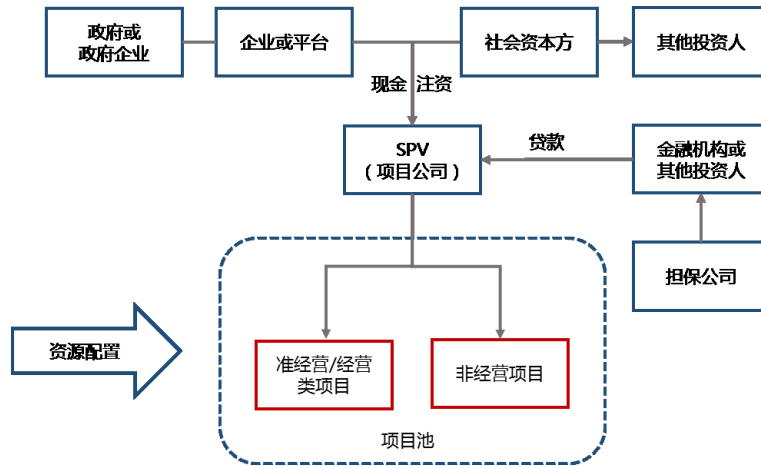 政府或
政府企业
企业或平台
社会资本方
其他投资人
现金 注资
SPV
（项目公司）
贷款
金融机构或
其他投资人
担保公司
资源配置
准经营/经营
类项目
非经营项目
项目池